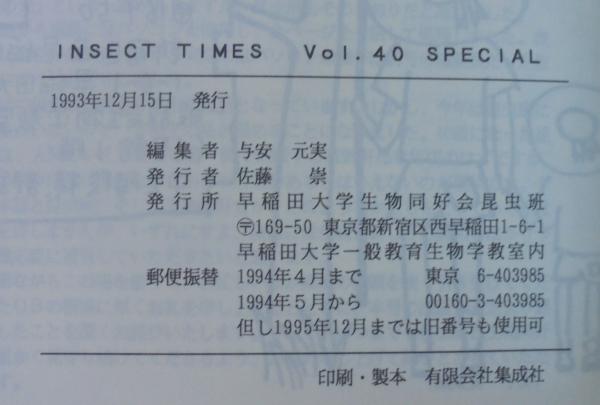 INSECT TIMES Vol.40 SPECIAL
1993年12月15日 発行
編集者 与安 元実
発行者 佐藤 崇
発行所 早稲田大学生物同好会昆虫班
〶169-50 東京都新宿区西早稲田1-6-1
早稲田大学一般教育生物学教室内
郵便振替 1994年4月まで 東京 6-403985
1994年5月から 00160-3-403985
但し1995年12月までは旧番号も使用可
印刷・製本 有限会社集成社